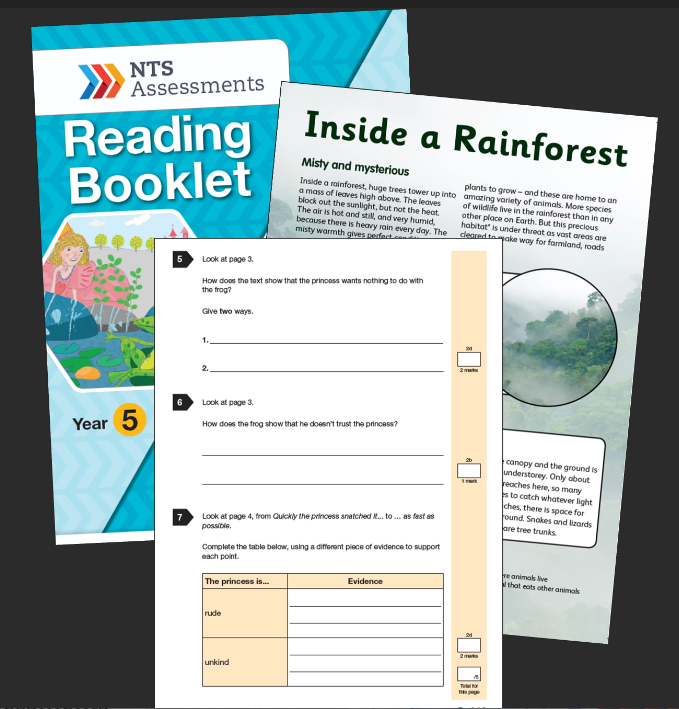 NTS
Assessments
Reading
Booklet
Year 5
Inside a Rainforest
Misty and mysterious
Inside a rainforest, huge trees tower up into
a mass of leaves high above. The leaves
block out the sunlight, but not the heat.
The air is hot and still, and very humid,
because there is heavy rain every day. The
misty warmth gives perfect
plants to grow – and these are home to an
amazing variety of animals. More species
of wildlife live in the rainforest than in any
other place on Earth. But this precious
habitat* is under threat as vast areas are
cleared to make way for farmland, roads
canopy and the ground is
understorey. Only about
reaches here, so many
to catch whatever light
there is space for
Snakes and lizards
are tree trunks.
animals live
that eats other animals
5 Look at page 3.
How does the text show that the princess wants nothing to do with
the frog?
Give two ways.
1.
2.
2d
2 marks
6 Look at page 3.
How does the frog show that he doesn't trust the princess?
2b
1 mark
7 Look at page 4, from Quickly the princess snatched it... to ... as fast as
possible.
Complete the table below, using a different piece of evidence to support
each point.
The princess is... Evidence
rude
unkind
2d
2 marks
/5
Total for
this page